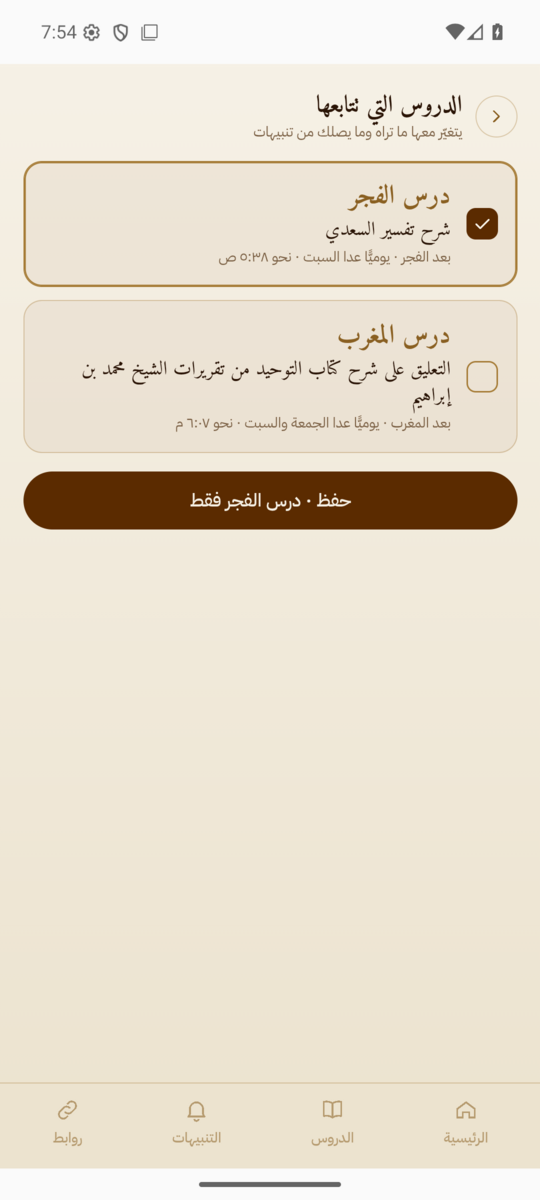 7:54
الدروس التي تتابعها
يتغيّر معها ما تراه وما يصلك من تنبيهات
درس الفجر
شرح تفسير السعدي
بعد الفجر · يوميًّا عدا السبت · نحو ٥:٣٨ ص
درس المغرب
التعليق على شرح كتاب التوحيد من تقريرات الشيخ محمد بن
إبراهيم
بعد المغرب · يوميًّا عدا الجمعة والسبت · نحو ٦:٠٧ م
حفظ · درس الفجر فقط
الرئيسية
الدروس
التنبيهات
روابط